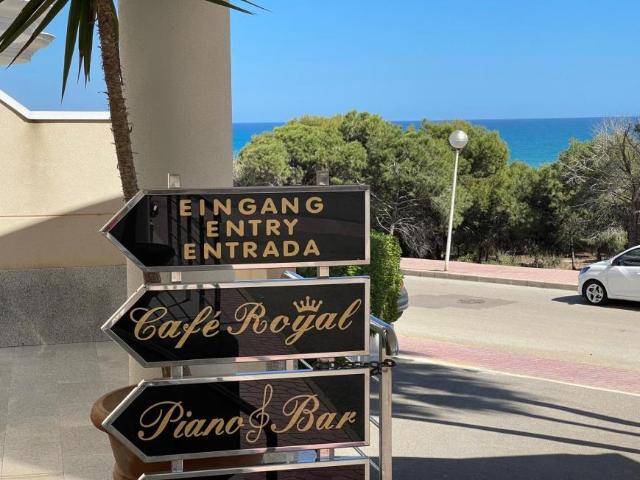 EINGANG
ENTRY
ENTRADA
Café Royal
Piano Bar